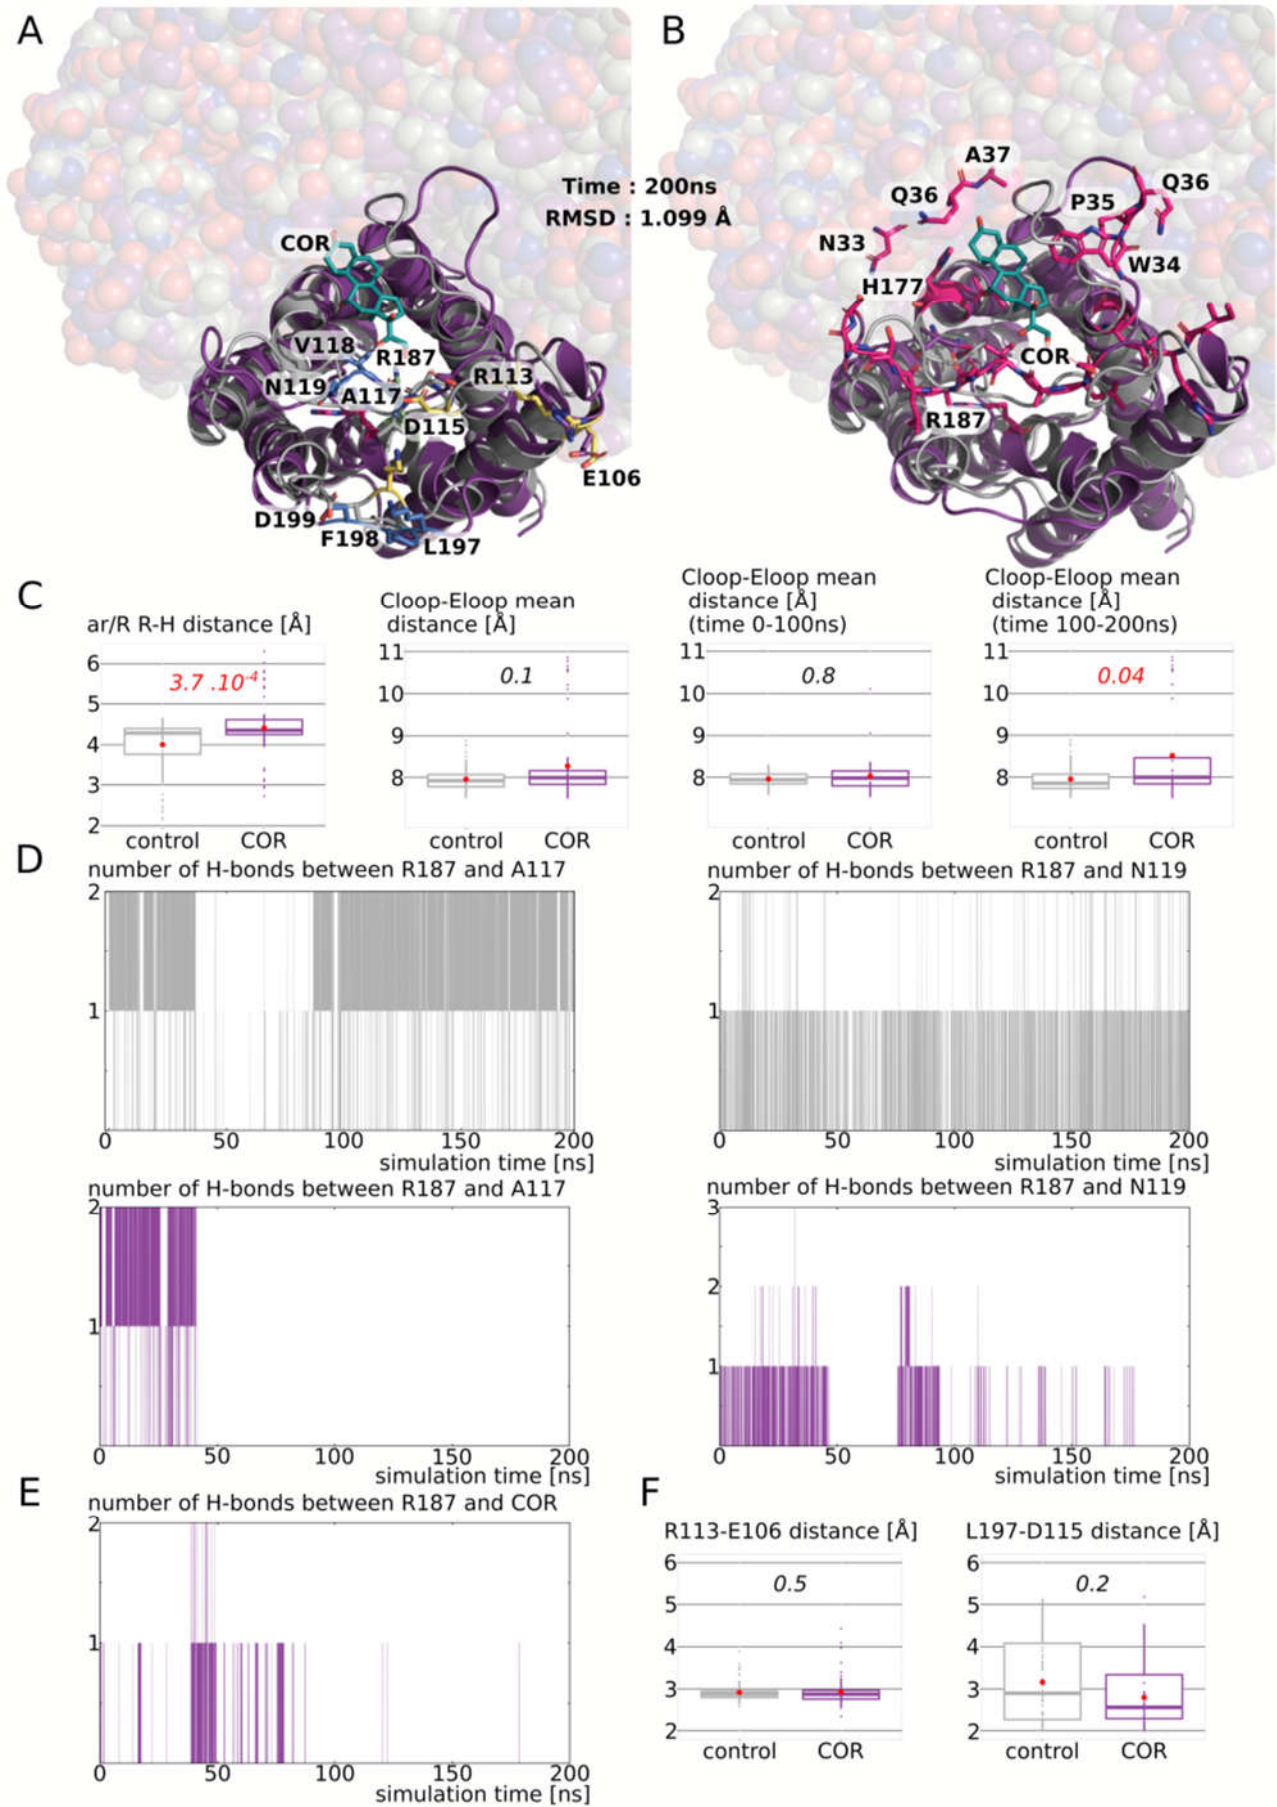 A
B
Time : 200ns
RMSD : 1.099 Å
COR
V118
R187
N119
A117
R113
D115
E106
D199
F198
L197
A37
Q36
P35
Q36
N33
W34
H177
COR
R187
C
ar/R R-H distance [Å]
6
5
4
3
2
3.7 .10⁻⁴
control COR
Cloop-Eloop mean
distance [Å]
11
10
9
8
0.1
control COR
Cloop-Eloop mean
distance [Å]
(time 0-100ns)
11
10
9
8
0.8
control COR
Cloop-Eloop mean
distance [Å]
(time 100-200ns)
11
10
9
8
0.04
control COR
D
number of H-bonds between R187 and A117
2
1
0 50 100 150 200
simulation time [ns]
number of H-bonds between R187 and N119
2
1
0 50 100 150 200
simulation time [ns]
number of H-bonds between R187 and A117
2
1
0 50 100 150 200
simulation time [ns]
number of H-bonds between R187 and N119
3
2
1
0 50 100 150 200
simulation time [ns]
E
number of H-bonds between R187 and COR
2
1
0 50 100 150 200
simulation time [ns]
F
R113-E106 distance [Å]
6
5
4
3
2
0.5
control COR
L197-D115 distance [Å]
6
5
4
3
2
0.2
control COR